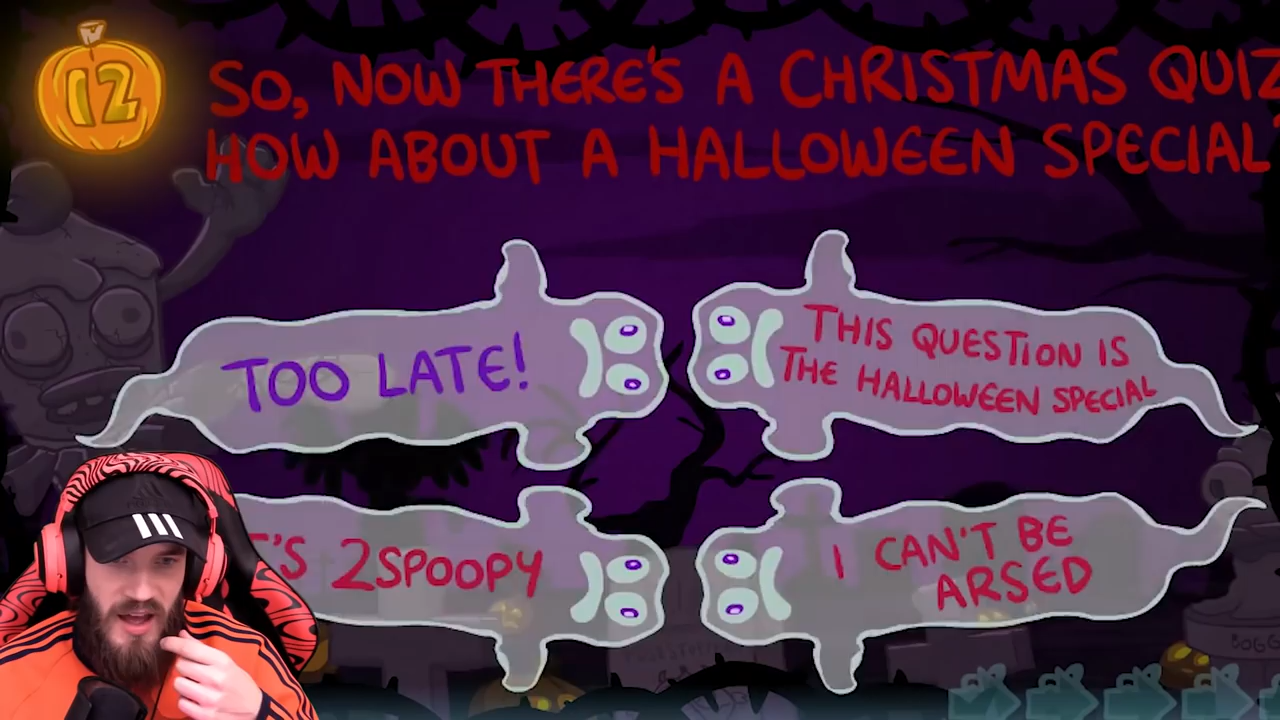 12
SO, NOW THERE'S A CHRISTMAS QUIZ
HOW ABOUT A HALLOWEEN SPECIAL
TOO LATE!
THIS QUESTION IS
THE HALLOWEEN SPECIAL
'S 2SPOOPY
I CAN'T BE
ARSED
BOGG